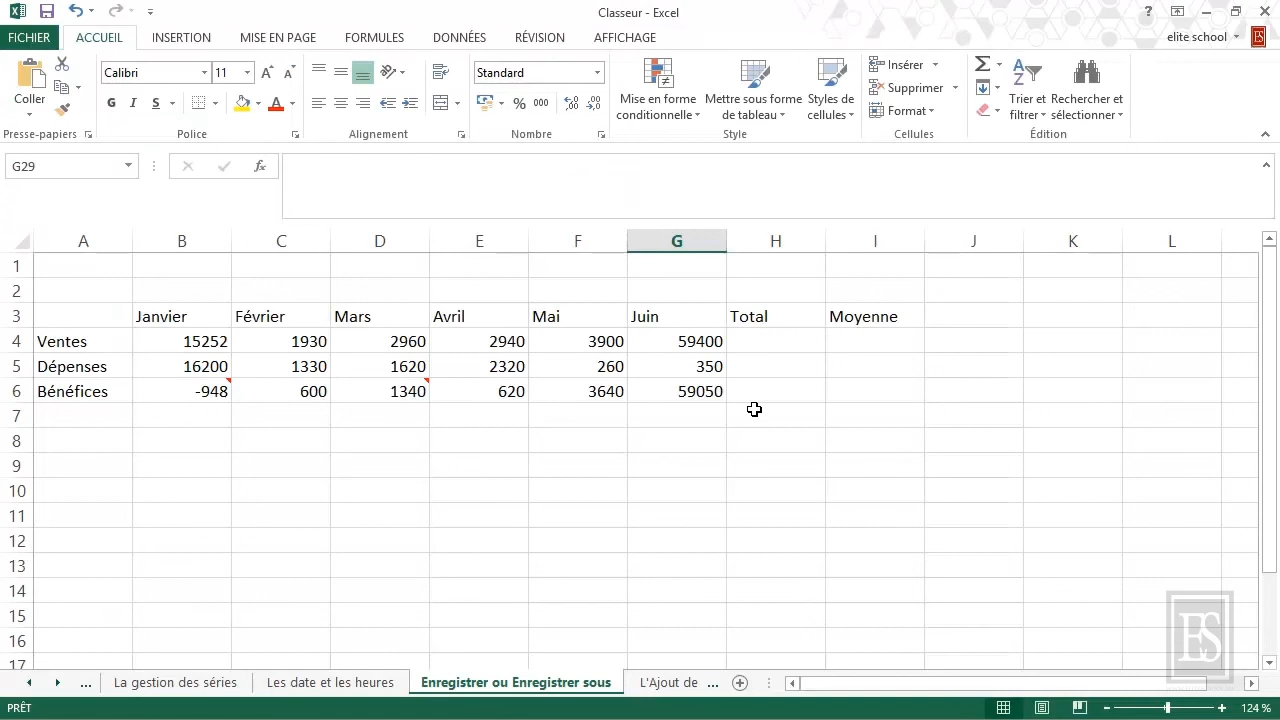 Classeur - Excel
?
FICHIER ACCUEIL INSERTION MISE EN PAGE FORMULES DONNÉES RÉVISION AFFICHAGE elite school ES
Coller
Presse-papiers
Calibri 11
G I S
Police
Alignement
Standard
% 000
Nombre
Mise en forme conditionnelle
Mettre sous forme de tableau
Styles de cellules
Style
Insérer
Supprimer
Format
Cellules
Trier et filtrer
Rechercher et sélectionner
Édition
G29 fx
A B C D E F G H I J K L
1
2
3 Janvier Février Mars Avril Mai Juin Total Moyenne
4 Ventes 15252 1930 2960 2940 3900 59400
5 Dépenses 16200 1330 1620 2320 260 350
6 Bénéfices -948 600 1340 620 3640 59050
7
8
9
10
11
12
13
14
15
16
17
ES
... La gestion des séries Les date et les heures Enregistrer ou Enregistrer sous L'Ajout de ...
PRÊT 124 %